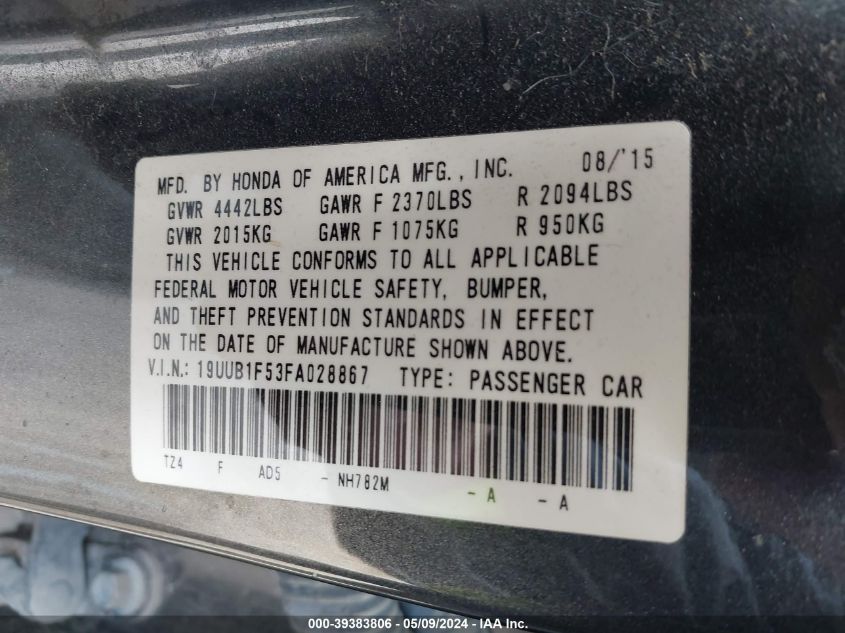 MFD. BY HONDA OF AMERICA MFG., INC. 08/'15
GVWR 4442LBS GAWR F 2370LBS R 2094LBS
GVWR 2015KG GAWR F 1075KG R 950KG
THIS VEHICLE CONFORMS TO ALL APPLICABLE
FEDERAL MOTOR VEHICLE SAFETY, BUMPER,
AND THEFT PREVENTION STANDARDS IN EFFECT
ON THE DATE OF MANUFACTURE SHOWN ABOVE.
V.I.N.: 19UUB1F53FA028867 TYPE: PASSENGER CAR
TZ4 F AD5 - NH782M - A - A
000-39383806 - 05/09/2024 - IAA Inc.